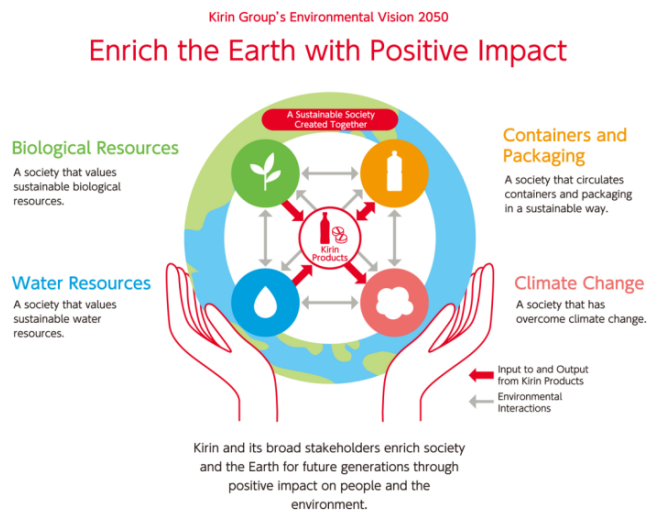 Kirin Group's Environmental Vision 2050
Enrich the Earth with Positive Impact
A Sustainable Society
Created Together
Biological Resources
A society that values
sustainable biological
resources.
Containers and
Packaging
A society that circulates
containers and packaging
in a sustainable way.
Kirin
Products
Water Resources
A society that values
sustainable water
resources.
Climate Change
A society that has
overcome climate change.
Input to and Output
from Kirin Products
Environmental
Interactions
Kirin and its broad stakeholders enrich society
and the Earth for future generations through
positive impact on people and the
environment.